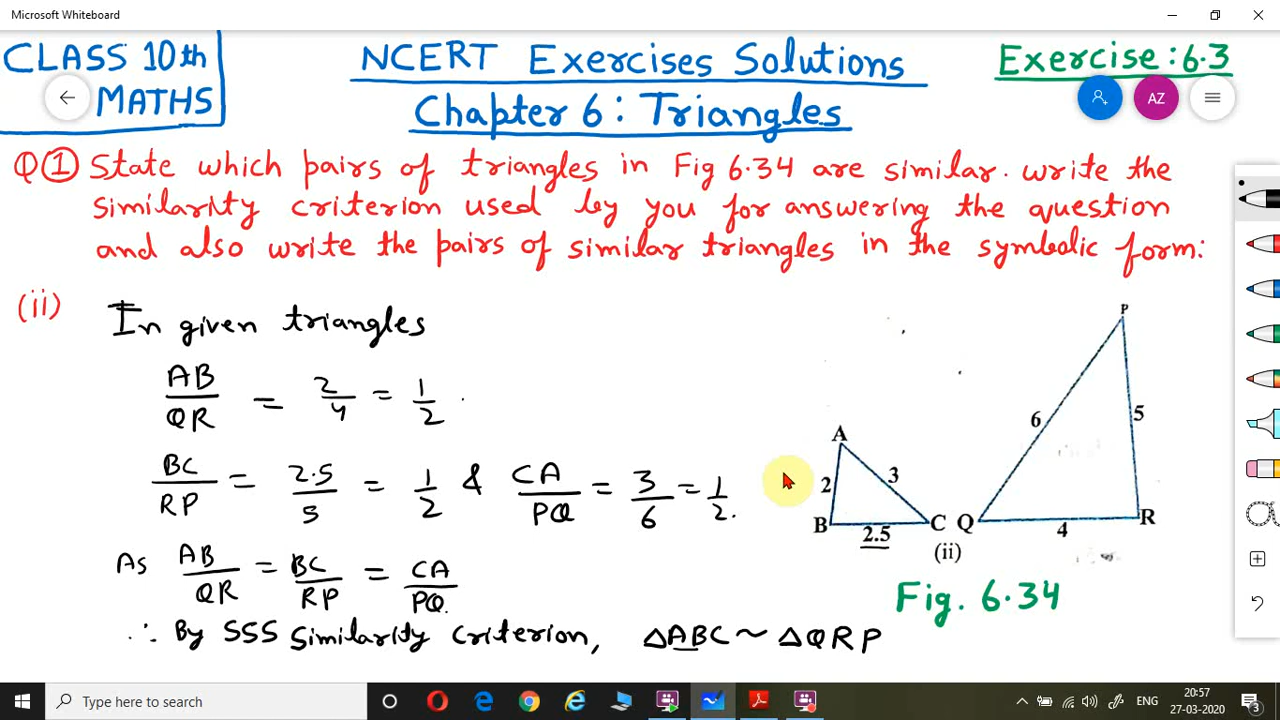 Microsoft Whiteboard
CLASS 10th
MATHS
NCERT Exercises Solutions
Chapter 6 : Triangles
Exercise : 6.3
AZ
Q(1) State which pairs of triangles in Fig 6.34 are similar. write the
similarity criterion used by you for answering the question
and also write the pairs of similar triangles in the symbolic form:
(ii) In given triangles
AB/QR = 2/4 = 1/2
BC/RP = 2.5/5 = 1/2 & CA/PQ = 3/6 = 1/2.
As AB/QR = BC/RP = CA/PQ.
∴ By SSS Similarity Criterion, ΔABC ~ ΔQRP
A
2
3
B
2.5
C
P
6
5
Q
4
R
(ii)
Fig. 6.34
Type here to search
ENG
20:57
27-03-2020
3